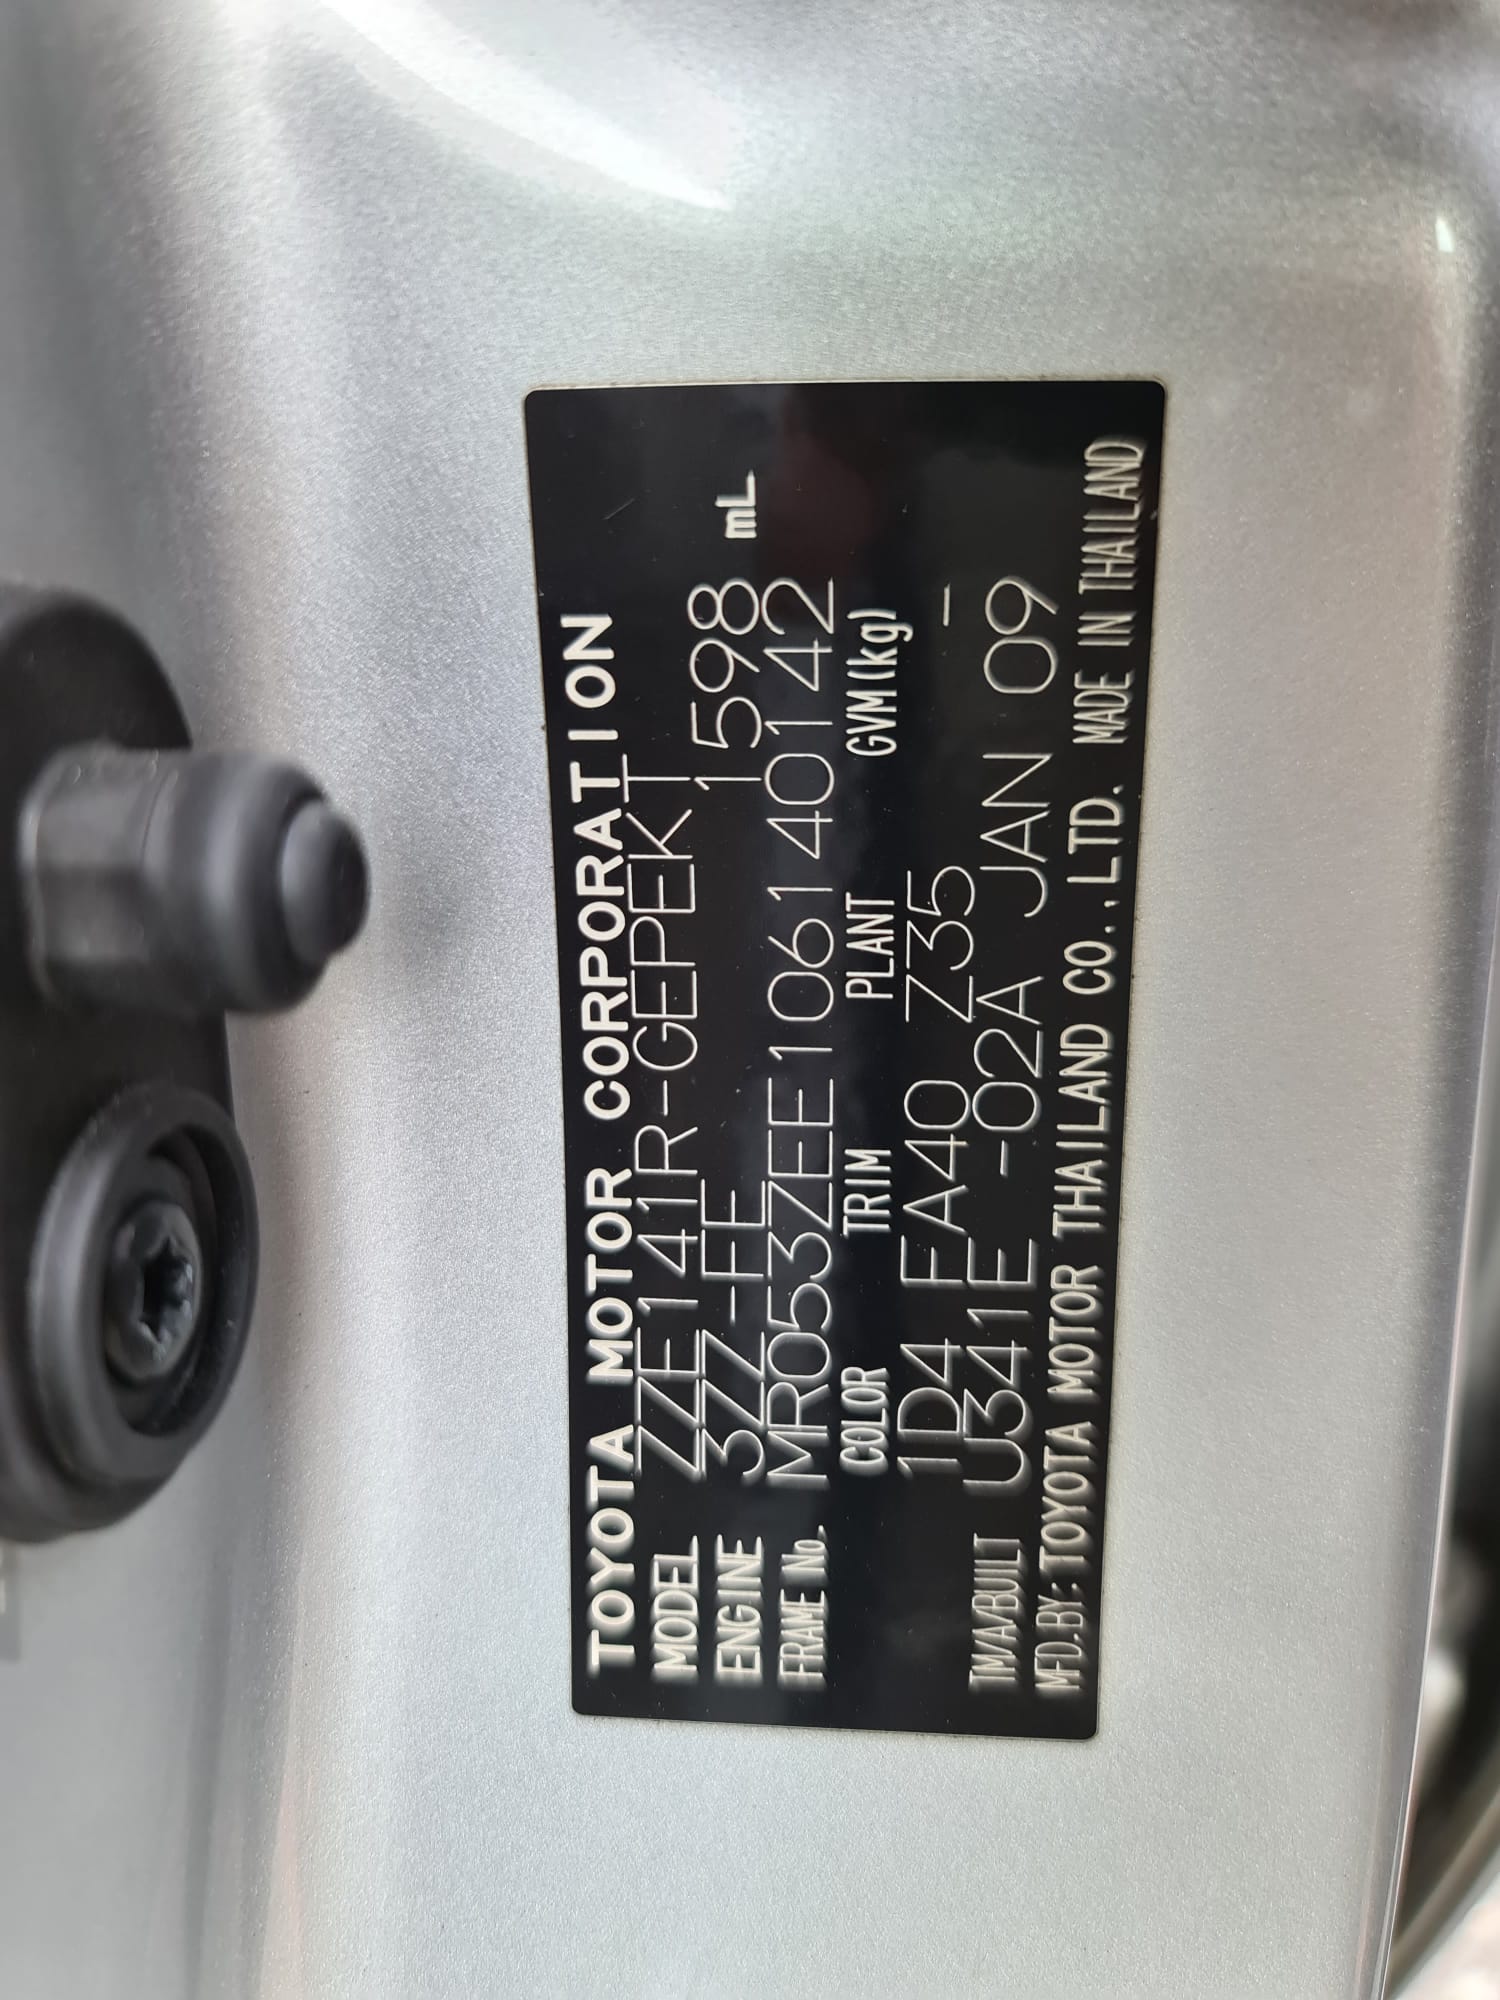 TOYOTA MOTOR CORPORATION
MODEL ZZE141R-GEPEKT
ENGINE 3ZZ-FE 1598 mL
FRAME No. MR053ZEE106140142
COLOR TRIM PLANT GVM(kg)
1D4 FA40 Z35 -
TM/A/BUILT U341E -02A JAN 09
MFD.BY: TOYOTA MOTOR THAILAND CO.,LTD. MADE IN THAILAND